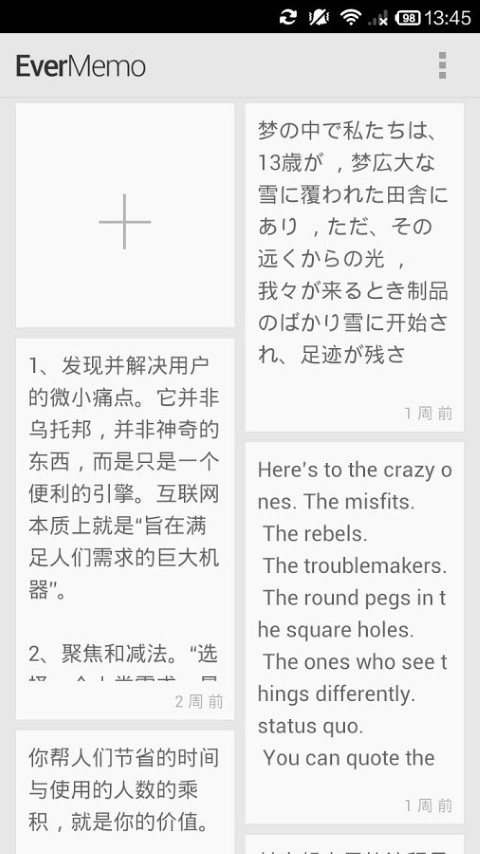 98 13:45
EverMemo
1、发现并解决用户
的微小痛点。它并非
乌托邦，并非神奇的
东西，而是只是一个
便利的引擎。互联网
本质上就是“旨在满
足人们需求的巨大机
器”。
2、聚焦和减法。“选
2 周 前
你帮人们节省的时间
与使用的人数的乘
积，就是你的价值。
梦の中で私たちは、
13歳が ，梦広大な
雪に覆われた田舎に
あり ，ただ、その
远くからの光 ，
我々が来るとき制品
のばかり雪に开始さ
れ、足迹が残さ
1 周 前
Here's to the crazy o
nes. The misfits.
The rebels.
The troublemakers.
The round pegs in t
he square holes.
The ones who see t
hings differently.
status quo.
You can quote the
1 周 前